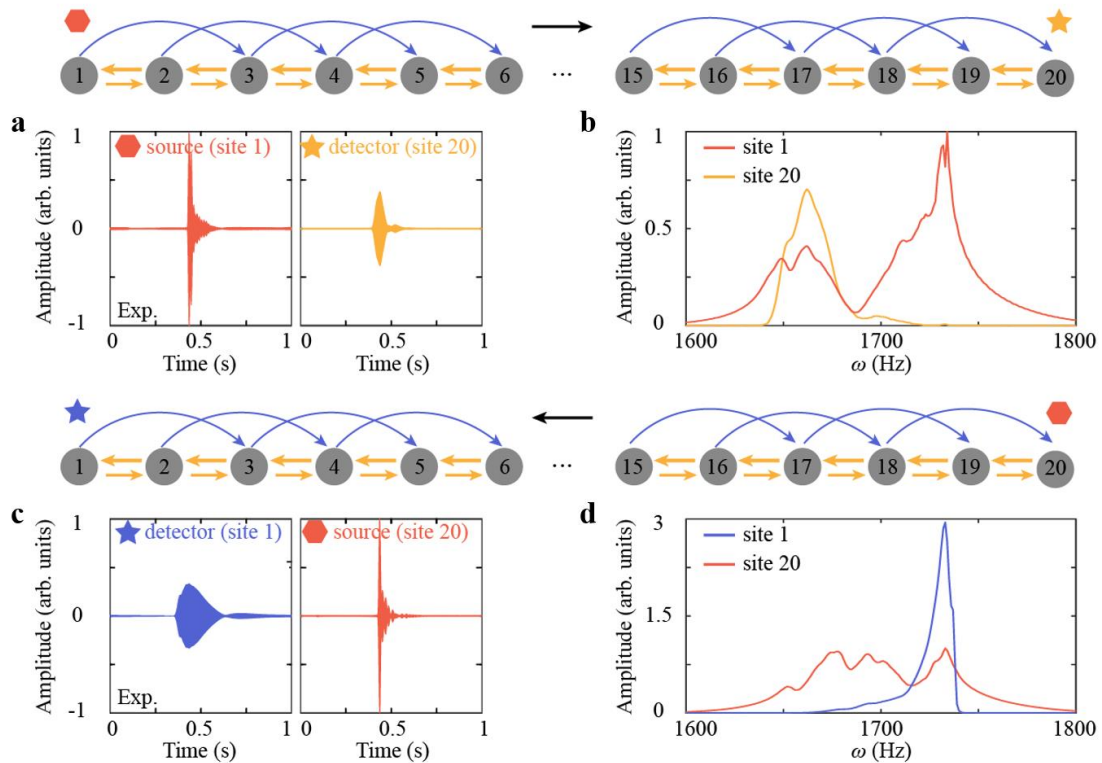 1 2 3 4 5 6 ... 15 16 17 18 19 20
a b
Amplitude (arb. units)
1
0
-1
source (site 1)
Exp.
detector (site 20)
0 0.5 1 0 0.5 1
Time (s) Time (s)
Amplitude (arb. units)
1
0.5
0
site 1
site 20
1600 1700 1800
ω (Hz)
1 2 3 4 5 6 ... 15 16 17 18 19 20
c d
Amplitude (arb. units)
1
0
-1
detector (site 1)
Exp.
source (site 20)
0 0.5 1 0 0.5 1
Time (s) Time (s)
Amplitude (arb. units)
3
1.5
0
site 1
site 20
1600 1700 1800
ω (Hz)